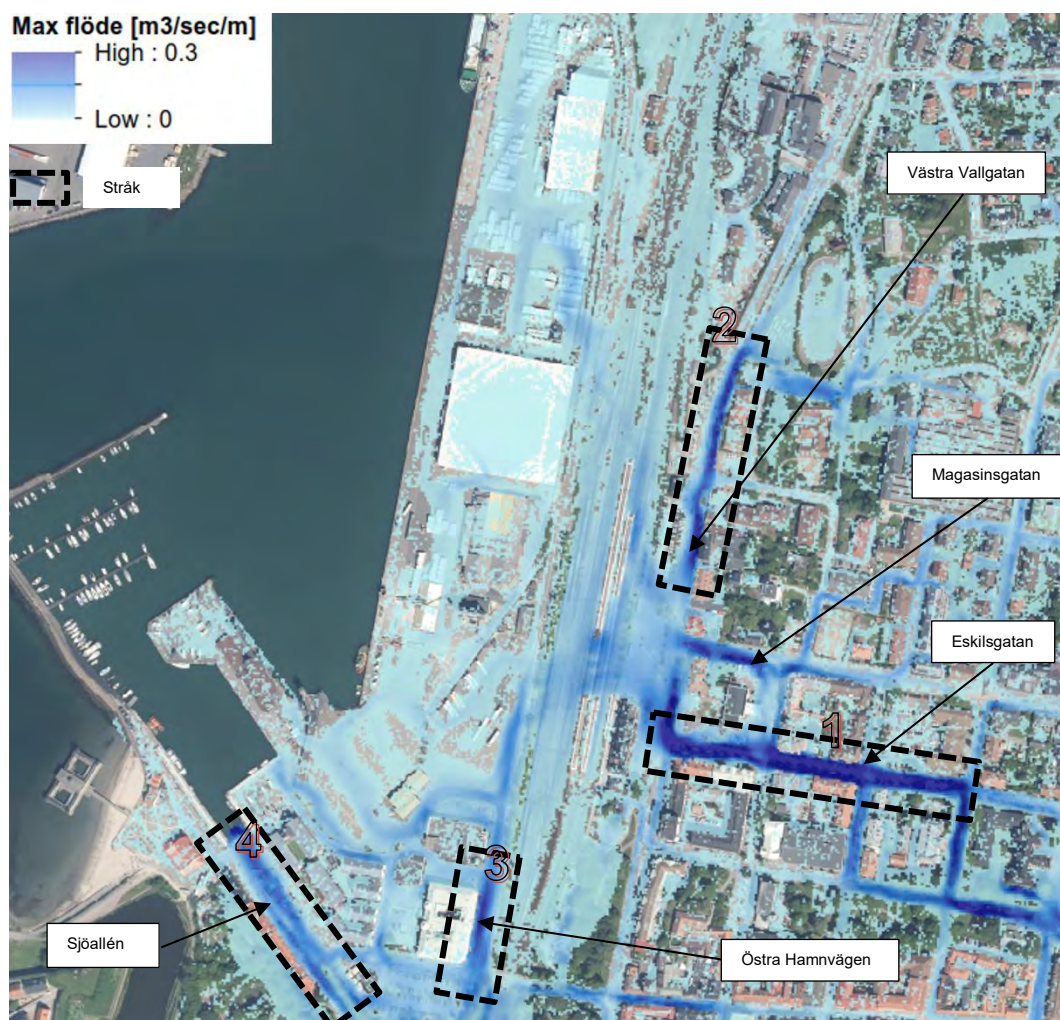 Max flöde [m3/sec/m]
High : 0.3
Low : 0
Stråk
Västra Vallgatan
2
Magasinsgatan
Eskilsgatan
1
4
3
Sjöallén
Östra Hamnvägen